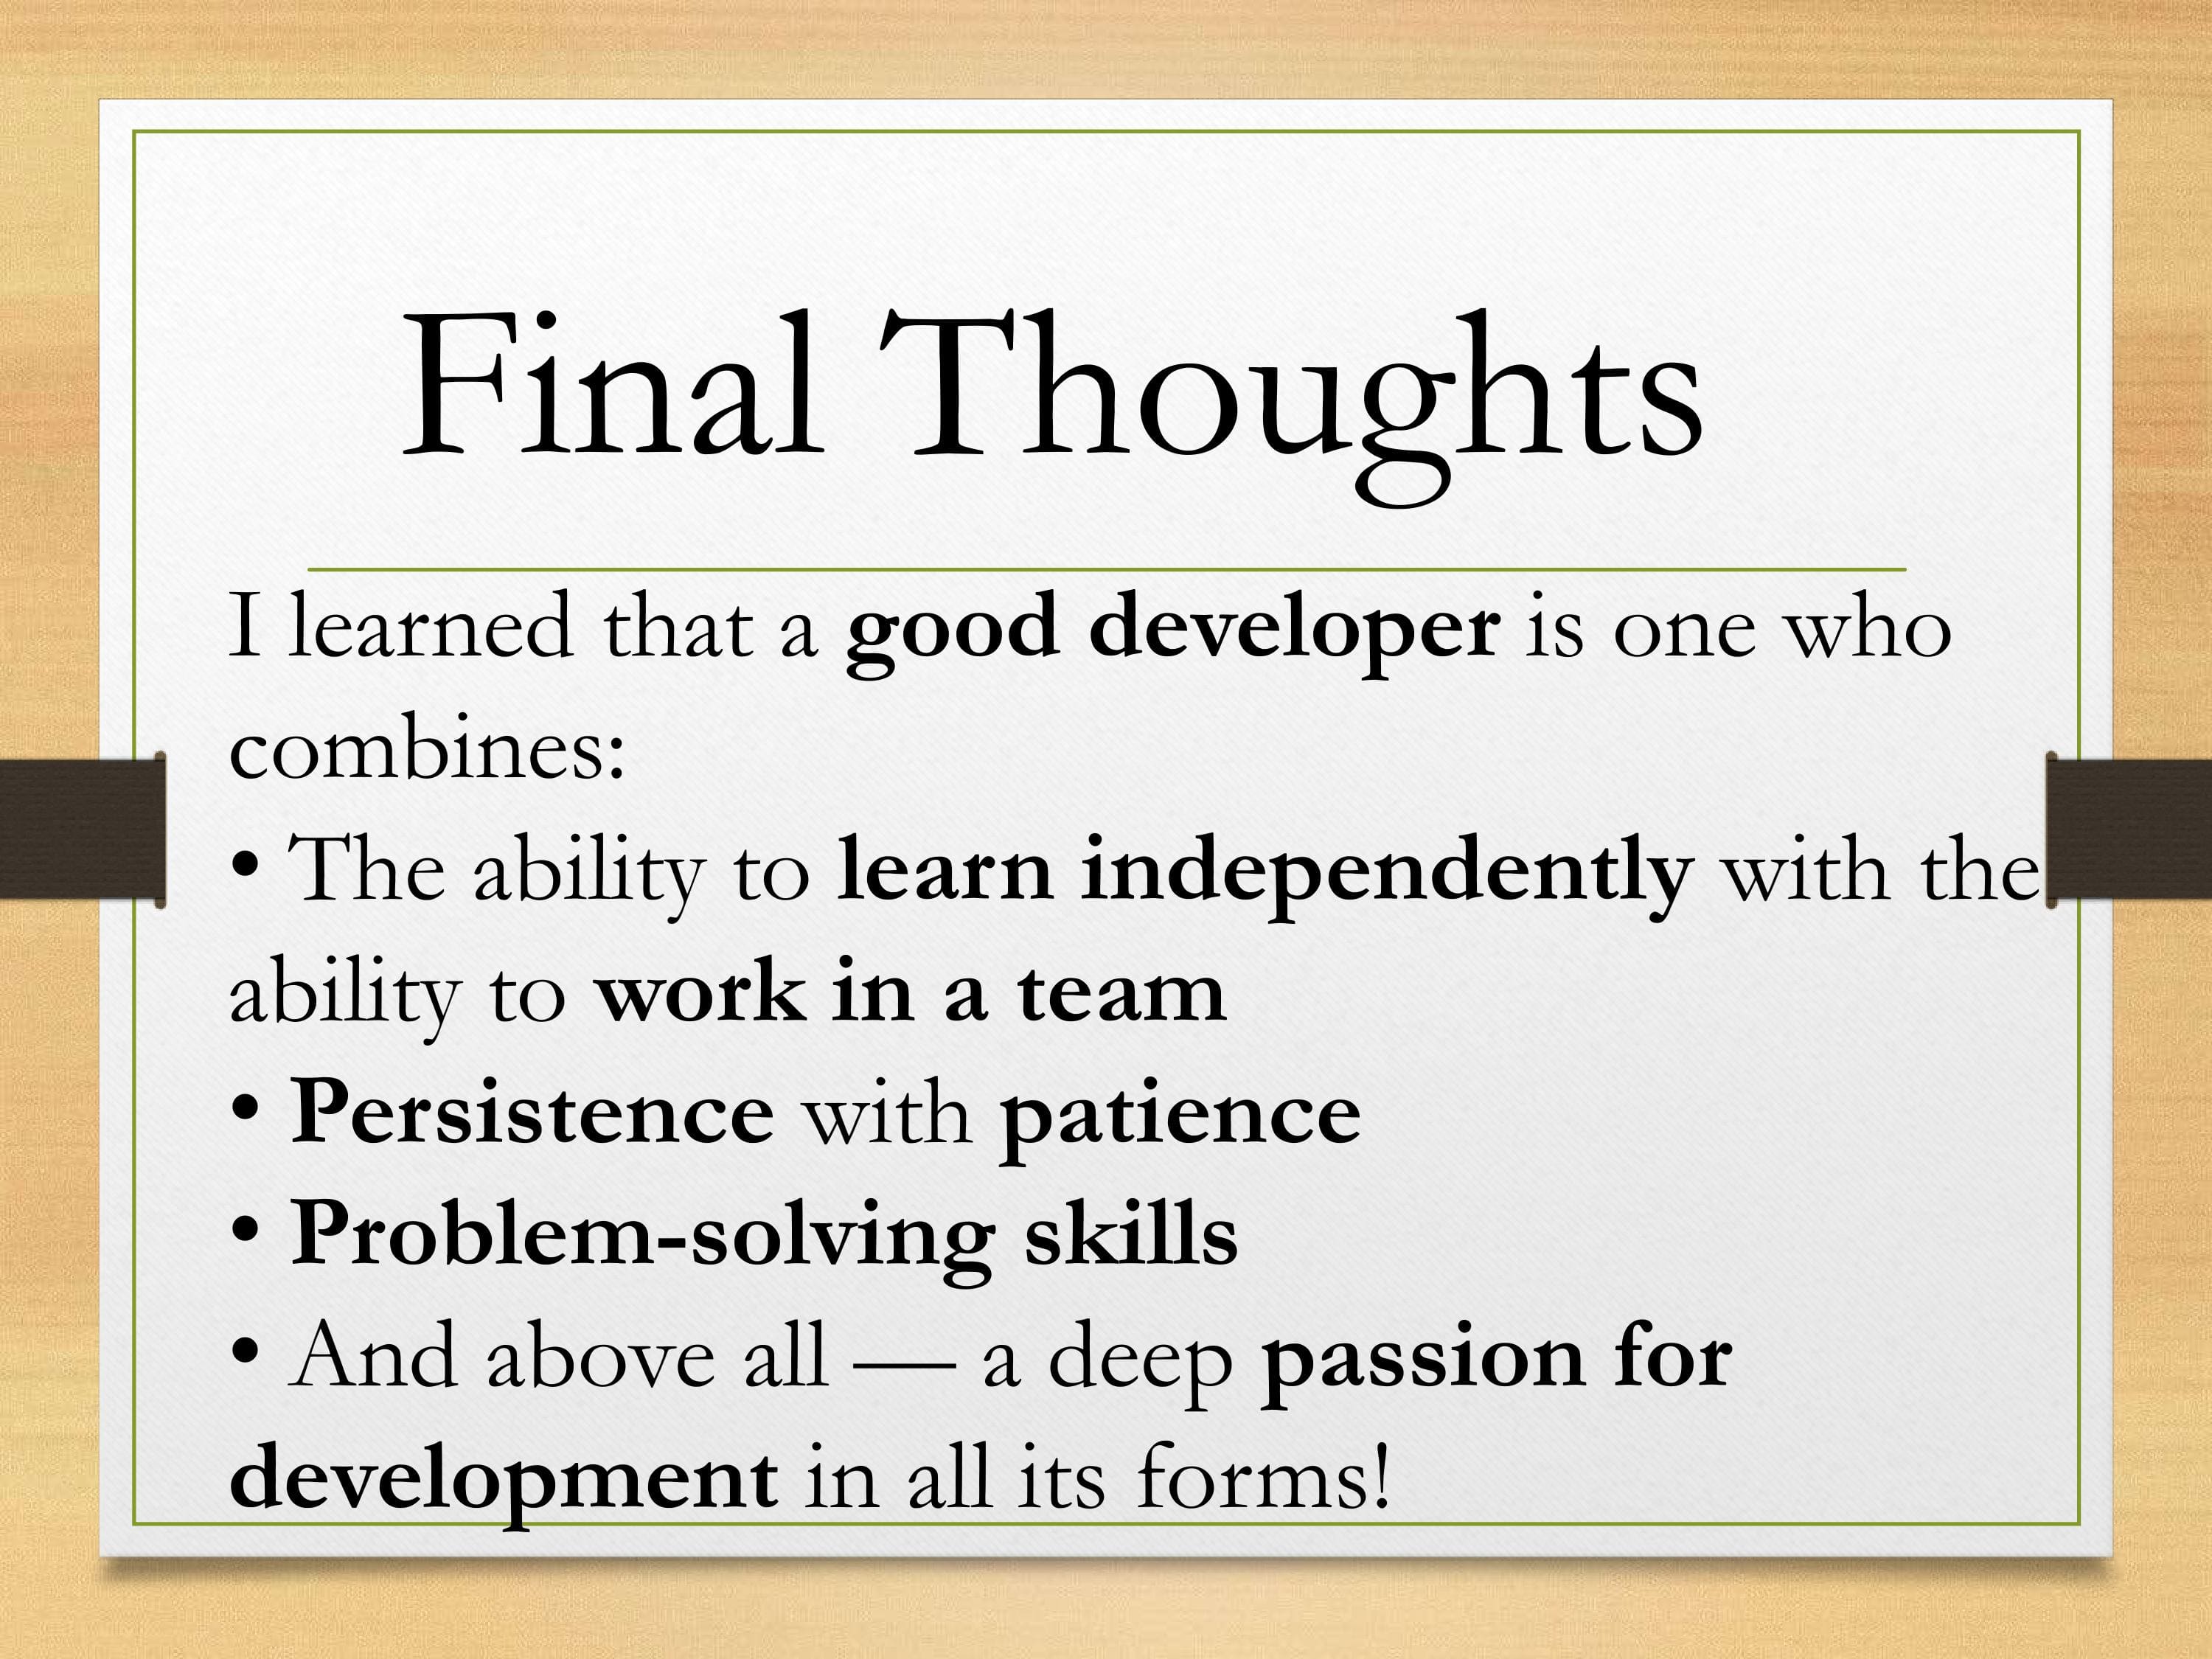 Final Thoughts
I learned that a good developer is one who
combines:
• The ability to learn independently with the
ability to work in a team
• Persistence with patience
• Problem-solving skills
• And above all — a deep passion for
development in all its forms!